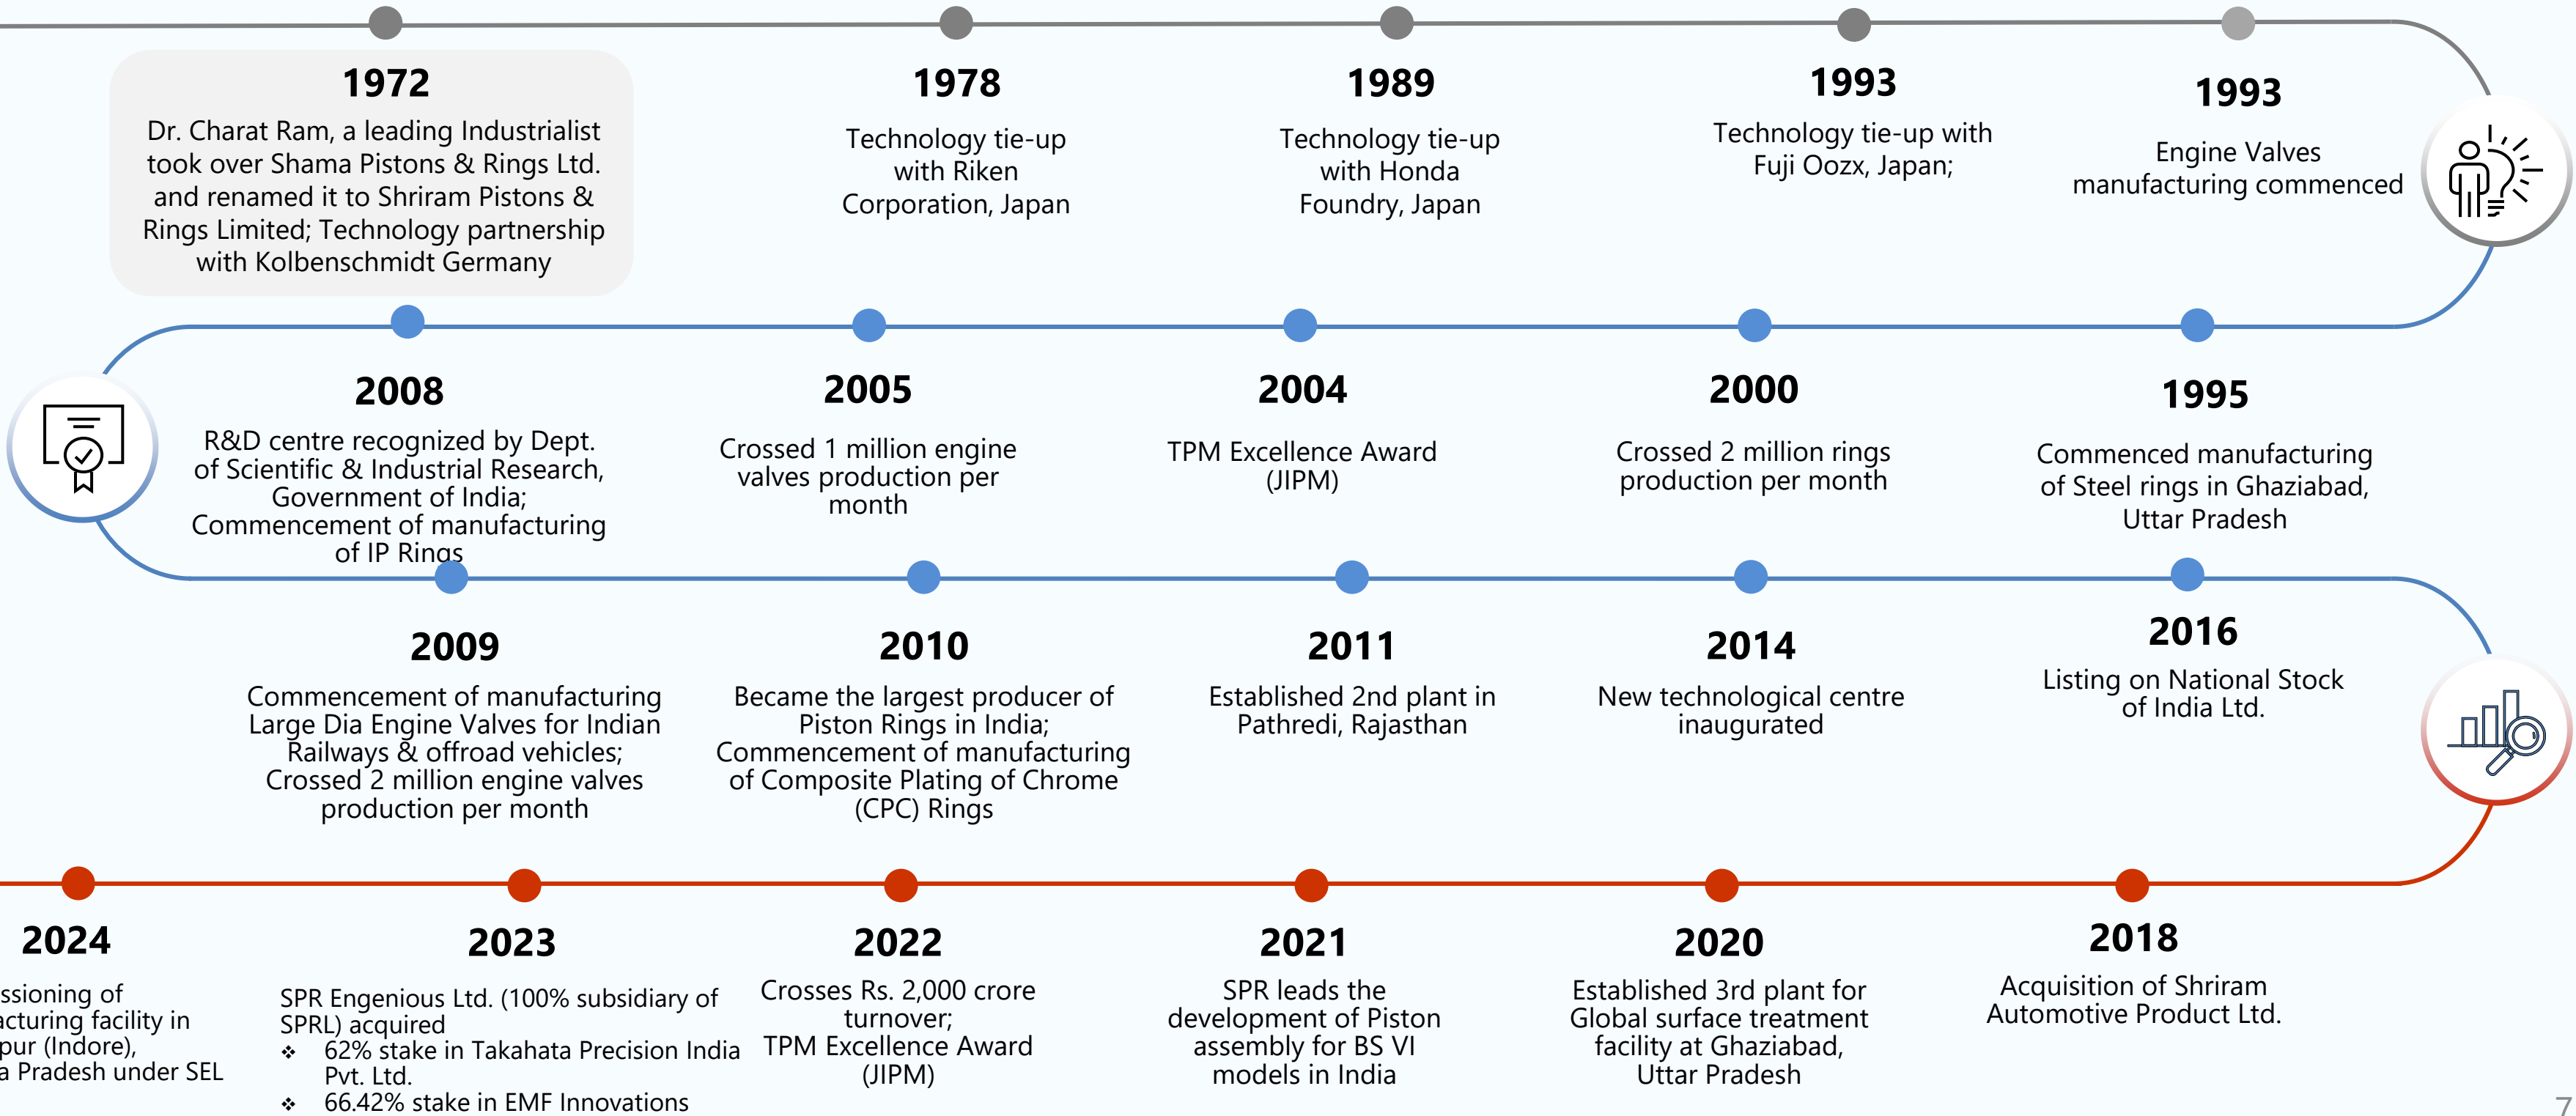 1972
Dr. Charat Ram, a leading Industrialist
took over Shama Pistons & Rings Ltd.
and renamed it to Shriram Pistons &
Rings Limited; Technology partnership
with Kolbenschmidt Germany
1978
Technology tie-up
with Riken
Corporation, Japan
1989
Technology tie-up
with Honda
Foundry, Japan
1993
Technology tie-up with
Fuji Oozx, Japan;
1993
Engine Valves
manufacturing commenced
2008
R&D centre recognized by Dept.
of Scientific & Industrial Research,
Government of India;
Commencement of manufacturing
of IP Rings
2005
Crossed 1 million engine
valves production per
month
2004
TPM Excellence Award
(JIPM)
2000
Crossed 2 million rings
production per month
1995
Commenced manufacturing
of Steel rings in Ghaziabad,
Uttar Pradesh
2009
Commencement of manufacturing
Large Dia Engine Valves for Indian
Railways & offroad vehicles;
Crossed 2 million engine valves
production per month
2010
Became the largest producer of
Piston Rings in India;
Commencement of manufacturing
of Composite Plating of Chrome
(CPC) Rings
2011
Established 2nd plant in
Pathredi, Rajasthan
2014
New technological centre
inaugurated
2016
Listing on National Stock
of India Ltd.
2024
ssioning of
acturing facility in
pur (Indore),
a Pradesh under SEL
2023
SPR Engenious Ltd. (100% subsidiary of
SPRL) acquired
❖ 62% stake in Takahata Precision India
Pvt. Ltd.
❖ 66.42% stake in EMF Innovations
2022
Crosses Rs. 2,000 crore
turnover;
TPM Excellence Award
(JIPM)
2021
SPR leads the
development of Piston
assembly for BS VI
models in India
2020
Established 3rd plant for
Global surface treatment
facility at Ghaziabad,
Uttar Pradesh
2018
Acquisition of Shriram
Automotive Product Ltd.
7